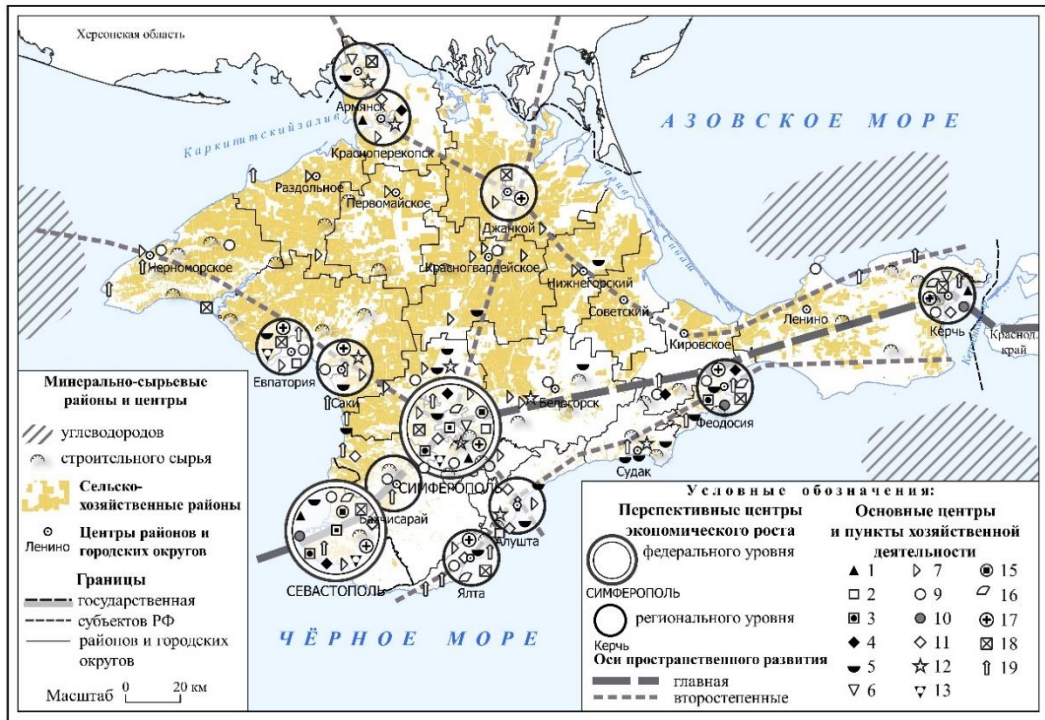 Херсонская область
Армянск
Каркинитскийзалив
Красноперекопск
АЗОВСКОЕ МОРЕ
Раздольное
Первомайское
Джанкой
Сиваш
Черноморское
Красногвардейское
Нижнегорский
Советский
Ленино
Керчь
Краснод.
край
Кировское
Евпатория
Саки
Белогорск
Феодосия
Судак
СИМФЕРОПОЛЬ
Бахчисарай
Алушта
СЕВАСТОПОЛЬ
Ялта
ЧЁРНОЕ МОРЕ
Минерально-сырьевые
районы и центры
углеводородов
строительного сырья
Сельско-
хозяйственные районы
Центры районов и
городских округов
Ленино
Границы
государственная
субъектов РФ
районов и городских
округов
Масштаб 0 20 км
Условные обозначения:
Перспективные центры
экономического роста
федерального уровня
СИМФЕРОПОЛЬ
регионального уровня
Керчь
Оси пространственного развития
главная
второстепенные
Основные центры
и пункты хозяйственной
деятельности
1 7 15
2 9 16
3 10 17
4 11 18
5 12 19
6 13